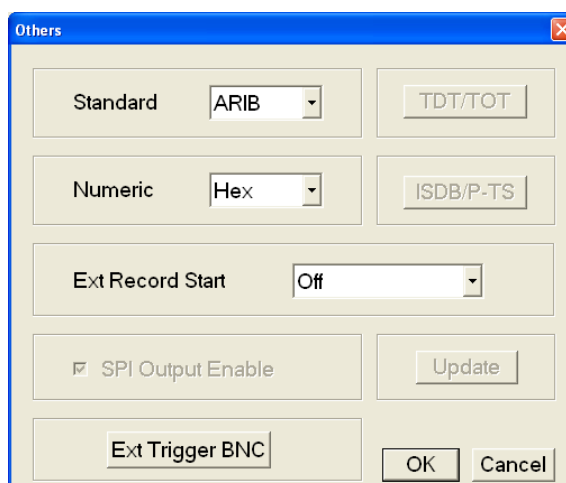 Others
Standard ARIB TDT/TOT
Numeric Hex ISDB/P-TS
Ext Record Start Off
SPI Output Enable Update
Ext Trigger BNC OK Cancel